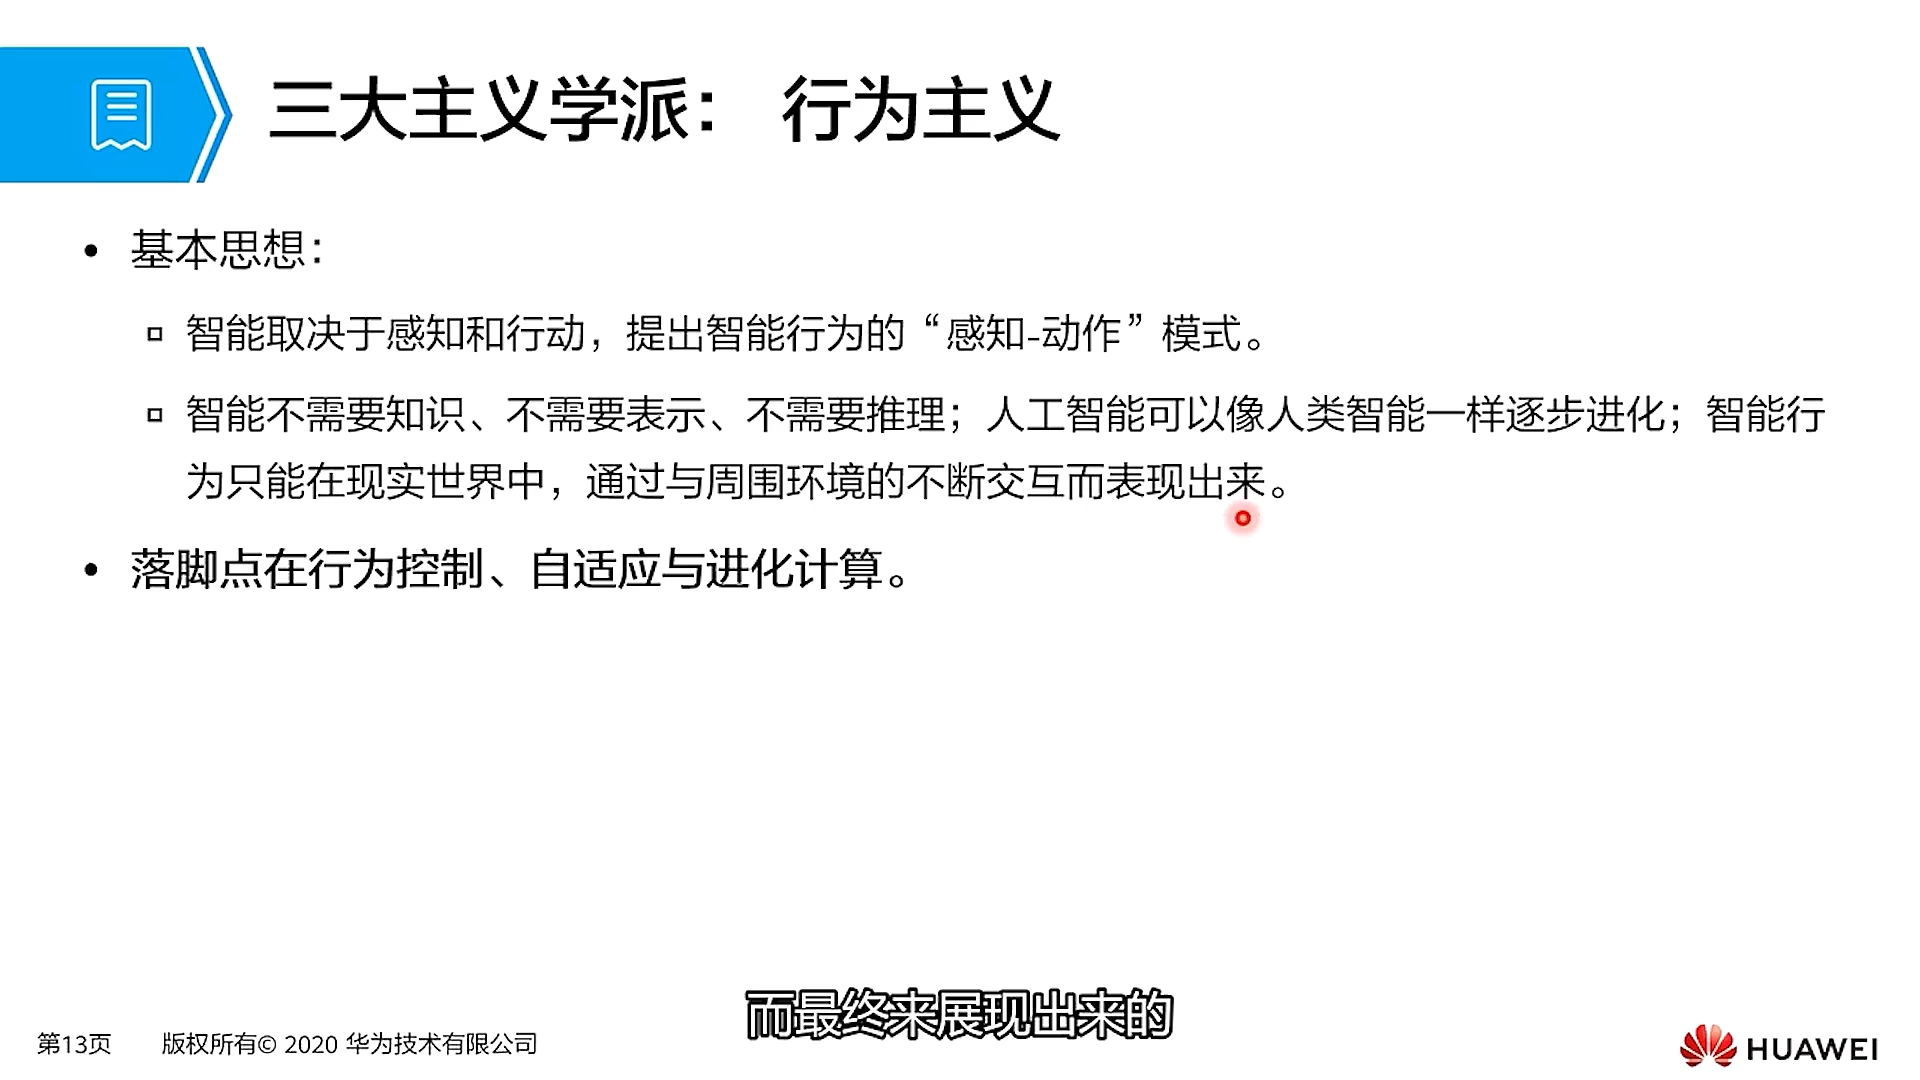 三大主义学派： 行为主义
• 基本思想：
▫ 智能取决于感知和行动，提出智能行为的“感知-动作”模式。
▫ 智能不需要知识、不需要表示、不需要推理；人工智能可以像人类智能一样逐步进化；智能行
为只能在现实世界中，通过与周围环境的不断交互而表现出来。
• 落脚点在行为控制、自适应与进化计算。
而最终来展现出来的
第13页 版权所有© 2020 华为技术有限公司
HUAWEI